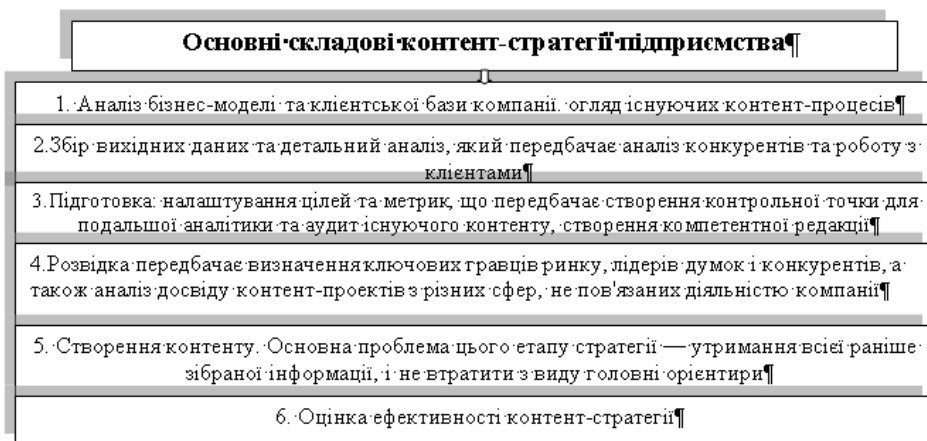 Основні складові контент-стратегії підприємства
1. Аналіз бізнес-моделі та клієнтської бази компанії. огляд існуючих контент-процесів
2.Збір вихідних даних та детальний аналіз, який передбачає аналіз конкурентів та роботу з
клієнтами
3.Підготовка: налаштування цілей та метрик, що передбачає створення контрольної точки для
подальшої аналітики та аудит існуючого контенту, створення компетентної редакції
4.Розвідка передбачає визначення ключових гравців ринку, лідерів думок і конкурентів, а
також аналіз досвіду контент-проектів з різних сфер, не пов'язаних діяльністю компанії
5. Створення контенту. Основна проблема цього етапу стратегії — утримання всієї раніше
зібраної інформації, і не втратити з виду головні орієнтири
6. Оцінка ефективності контент-стратегії